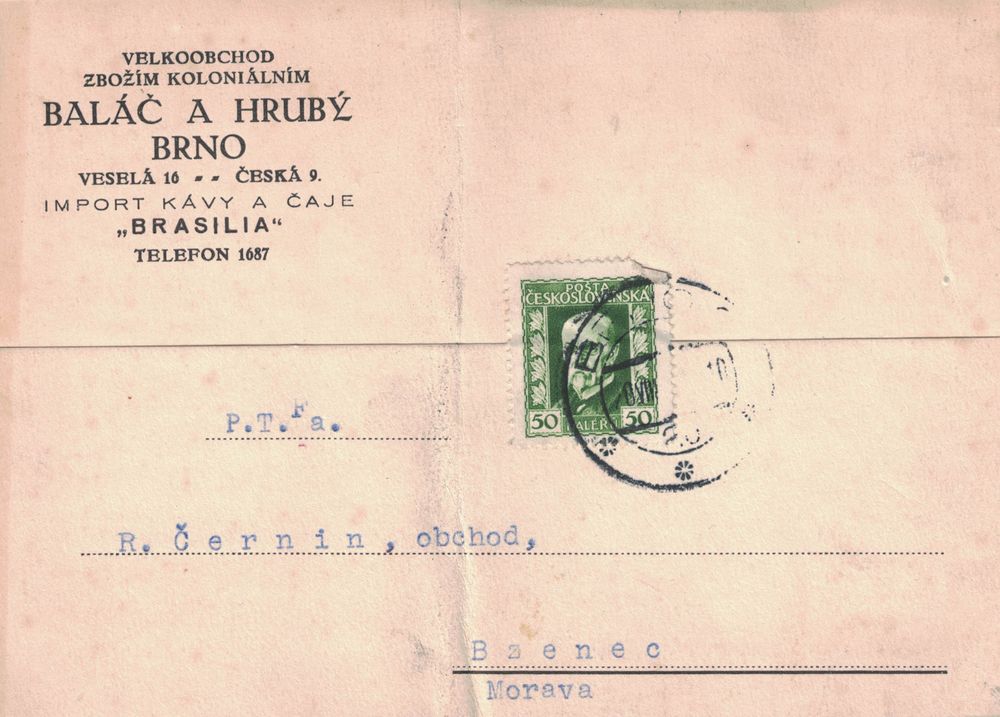 VELKOOBCHOD
ZBOŽÍM KOLONIÁLNÍM
BALÁČ A HRUBÝ
BRNO
VESELÁ 16 -- ČESKÁ 9.
IMPORT KÁVY A ČAJE
„BRASILIA“
TELEFON 1687
POŠTA
ČESKOSLOVENSKÁ
50 HALÉŘŮ 50
P.T.Fa.
R. Černin, obchod,
Bzenec
Morava